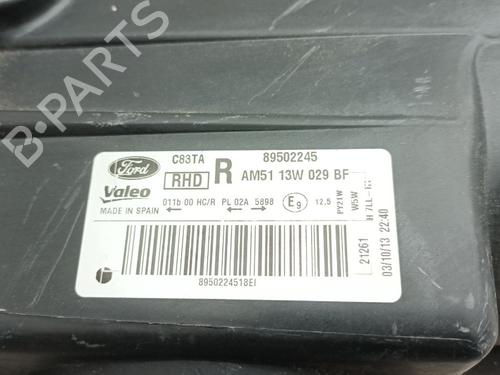 Ford
C83TA
89502245
RHD R AM51 13W 029 BF
Valeo
MADE IN SPAIN
011b 00 HC/R PL 02A 5898 E9 12,5
PY21W
W5W
21261
03/10/13 22:40
8950224518EI
B-PARTS